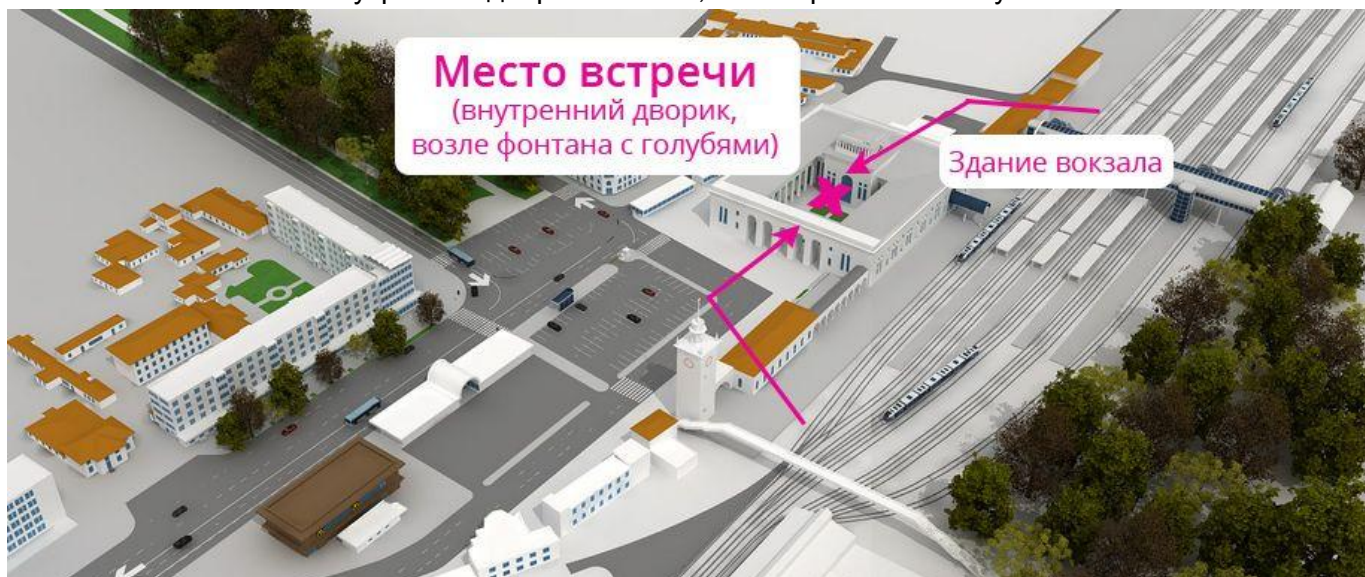 Место встречи
(внутренний дворик,
возле фонтана с голубями)
Здание вокзала